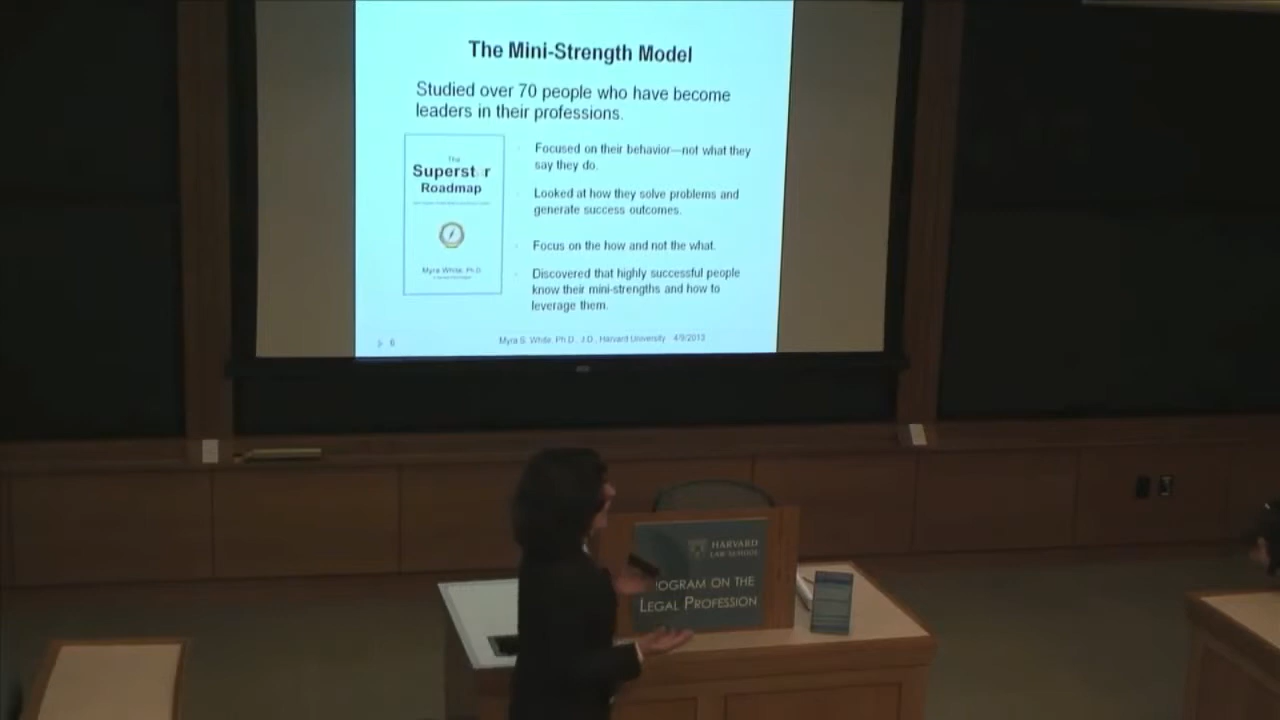 The Mini-Strength Model
Studied over 70 people who have become
leaders in their professions.
The
Superst r
Roadmap
Myra White, Ph.D.
Focused on their behavior—not what they
say they do.
Looked at how they solve problems and
generate success outcomes.
Focus on the how and not the what.
Discovered that highly successful people
know their mini-strengths and how to
leverage them.
6
Myra S. White, Ph.D., J.D., Harvard University 4/9/2013
HARVARD
LAW SCHOOL
OGRAM ON THE
LEGAL PROFESSION